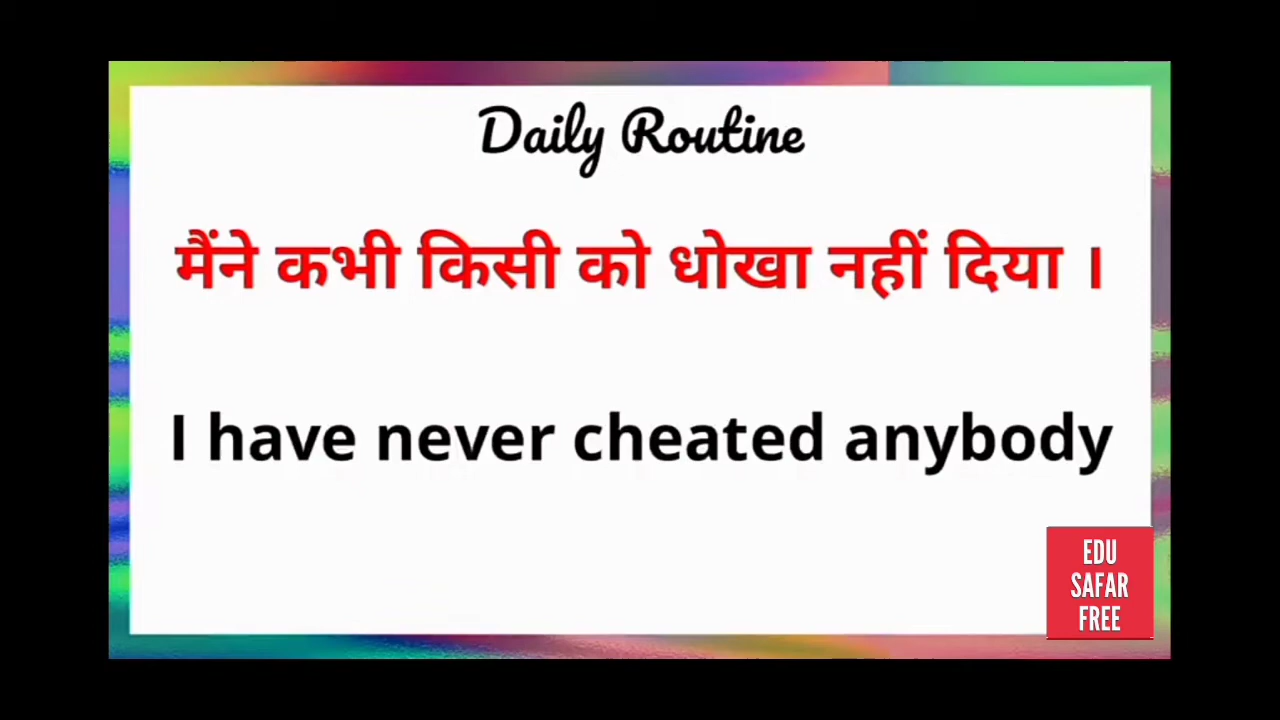 Daily Routine
मैंने कभी किसी को धोखा नहीं दिया ।
I have never cheated anybody
EDU
SAFAR
FREE